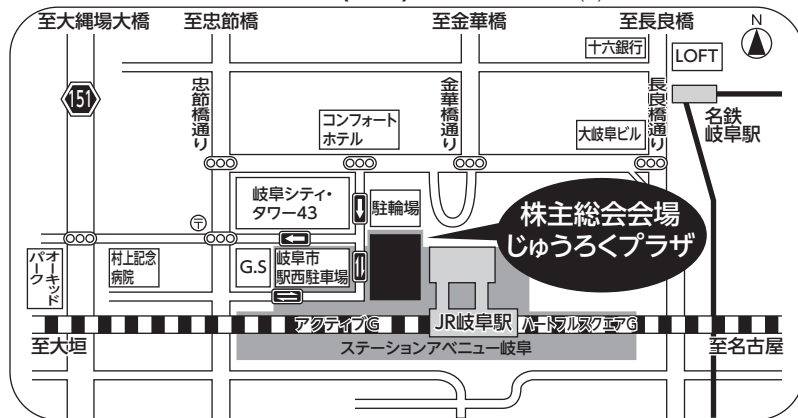 至大縄場大橋
至忠節橋
至金華橋
至長良橋
N
十六銀行
LOFT
151
忠節橋通り
金華橋通り
長良橋通り
コンフォート
ホテル
大岐阜ビル
名鉄
岐阜駅
岐阜シティ・
タワー43
駐輪場
株主総会会場
じゅうろくプラザ
〒
オーキッド
パーク
村上記念
病院
G.S
岐阜市
駅西駐車場
アクティブG
JR岐阜駅
ハートフルスクエアG
至大垣
ステーションアベニュー岐阜
至名古屋